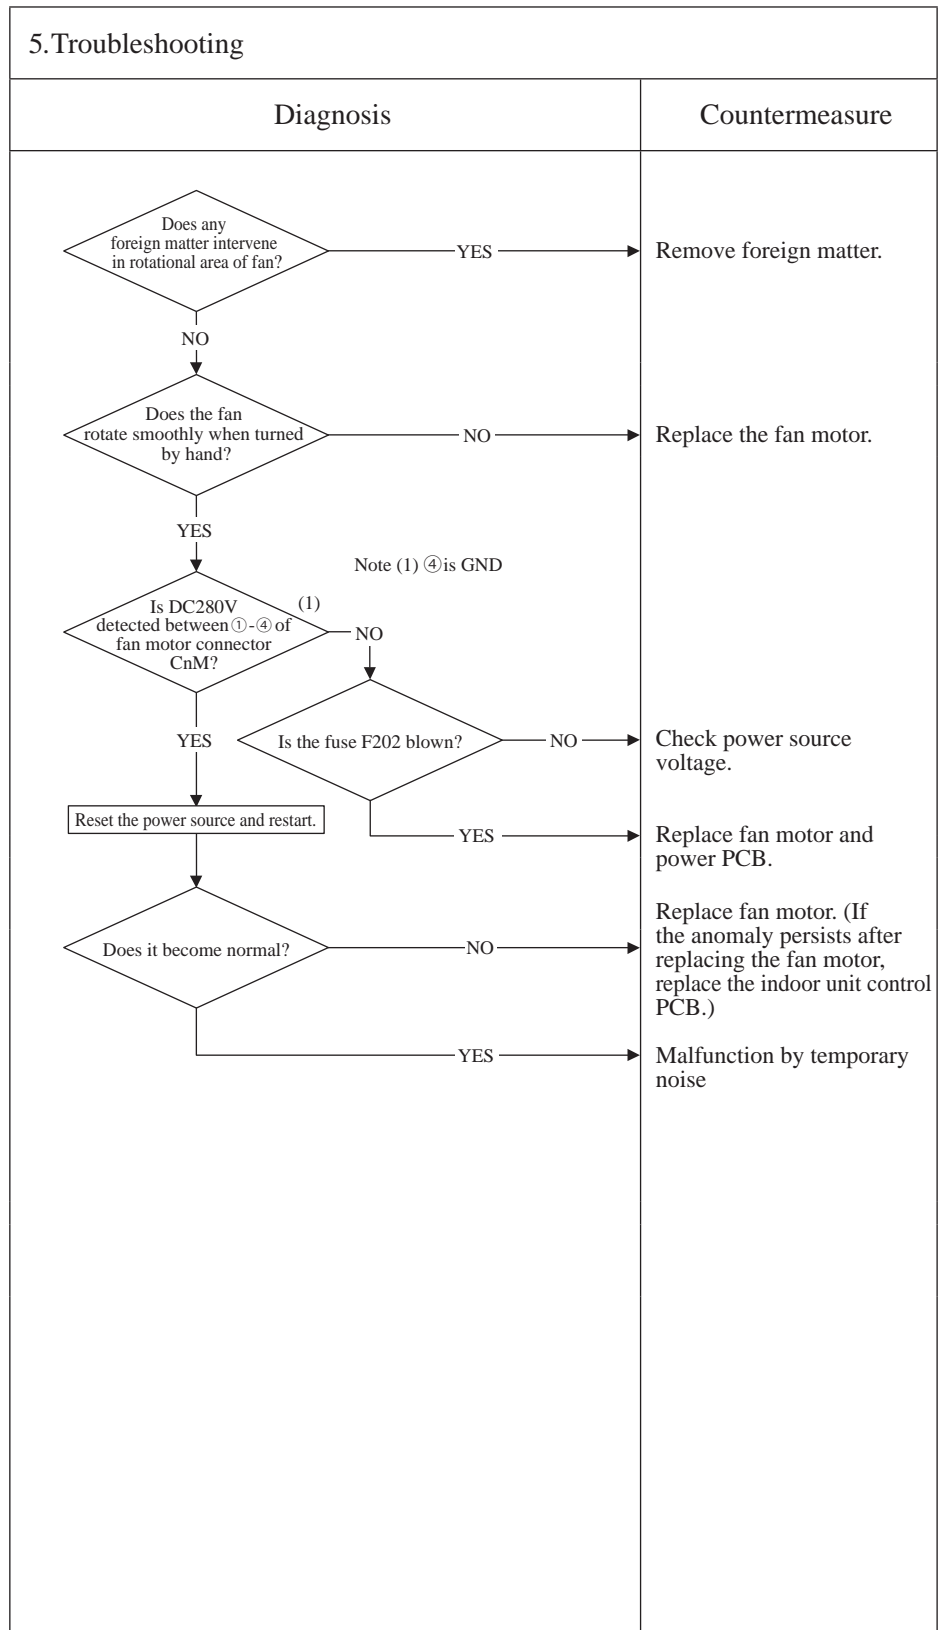 5.Troubleshooting
Diagnosis
Countermeasure
Does any
foreign matter intervene
in rotational area of fan?
YES
Remove foreign matter.
NO
Does the fan
rotate smoothly when turned
by hand?
NO
Replace the fan motor.
YES
Note (1) ④is GND
Is DC280V
(1)
detected between①-④of
fan motor connector
CnM?
NO
YES
Is the fuse F202 blown?
NO
Check power source
voltage.
Reset the power source and restart.
YES
Replace fan motor and
power PCB.
Does it become normal?
NO
Replace fan motor. (If
the anomaly persists after
replacing the fan motor,
replace the indoor unit control
PCB.)
YES
Malfunction by temporary
noise